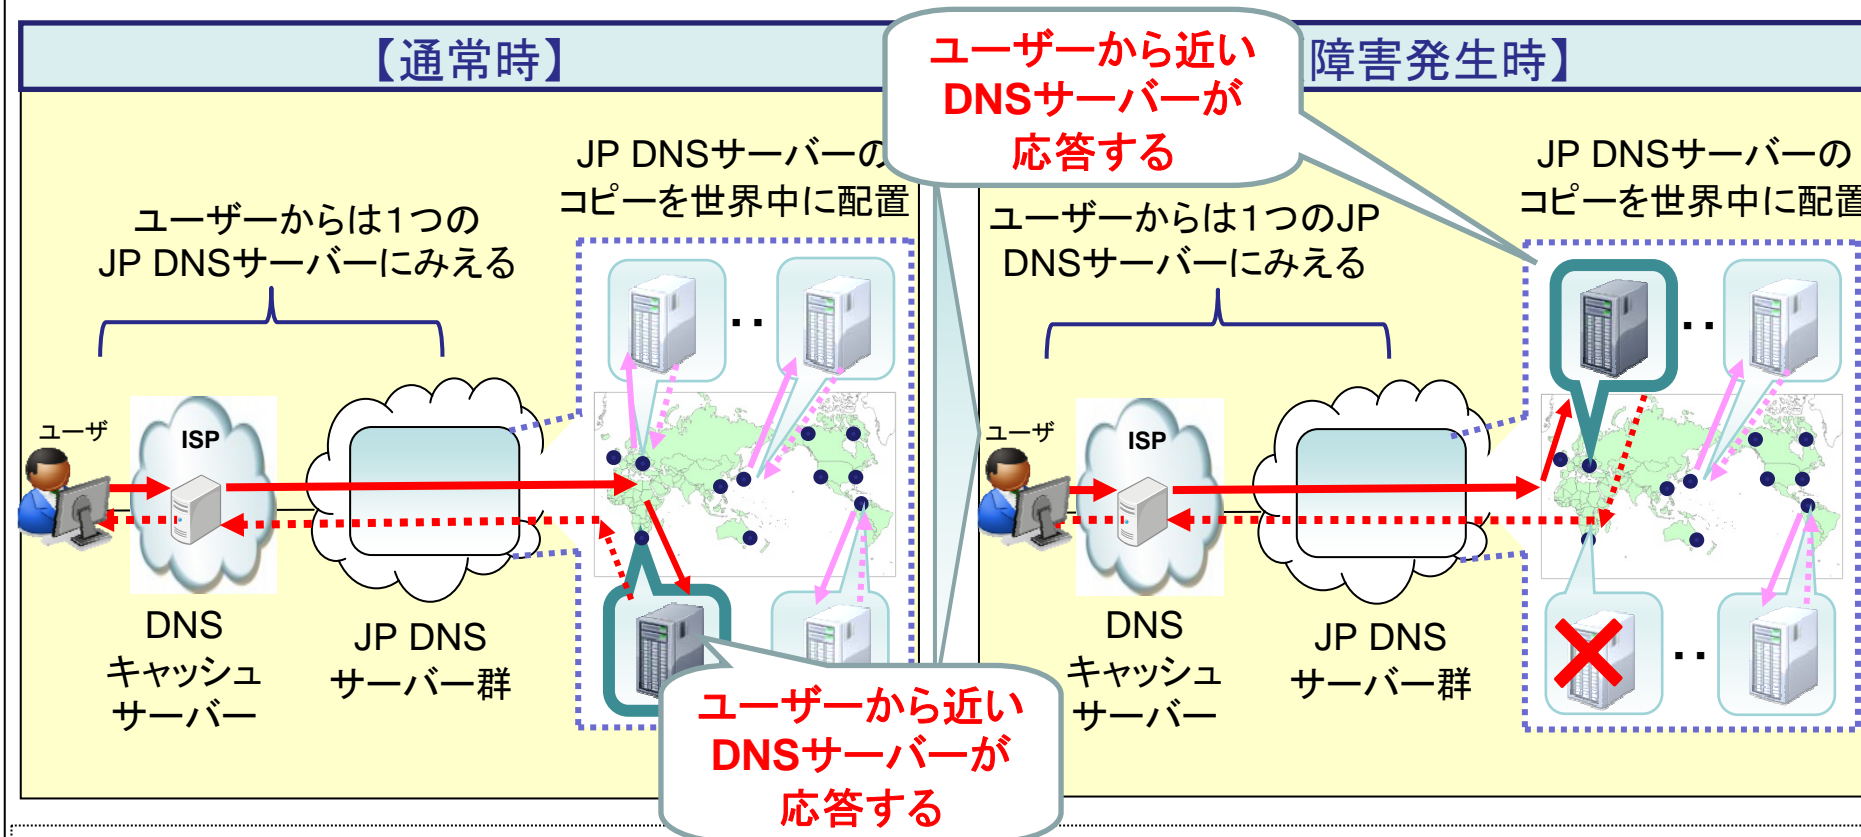 【通常時】
ユーザーから近い
DNSサーバーが
応答する
障害発生時】
JP DNSサーバーの
コピーを世界中に配置
ユーザーからは1つの
JP DNSサーバーにみえる
‥
ユーザ
ISP
DNS
キャッシュ
サーバー
JP DNS
サーバー群
ユーザーから近い
DNSサーバーが
応答する
JP DNSサーバーの
コピーを世界中に配置
ユーザーからは1つのJP
DNSサーバーにみえる
‥
ユーザ
ISP
DNS
キャッシュ
サーバー
JP DNS
サーバー群
‥